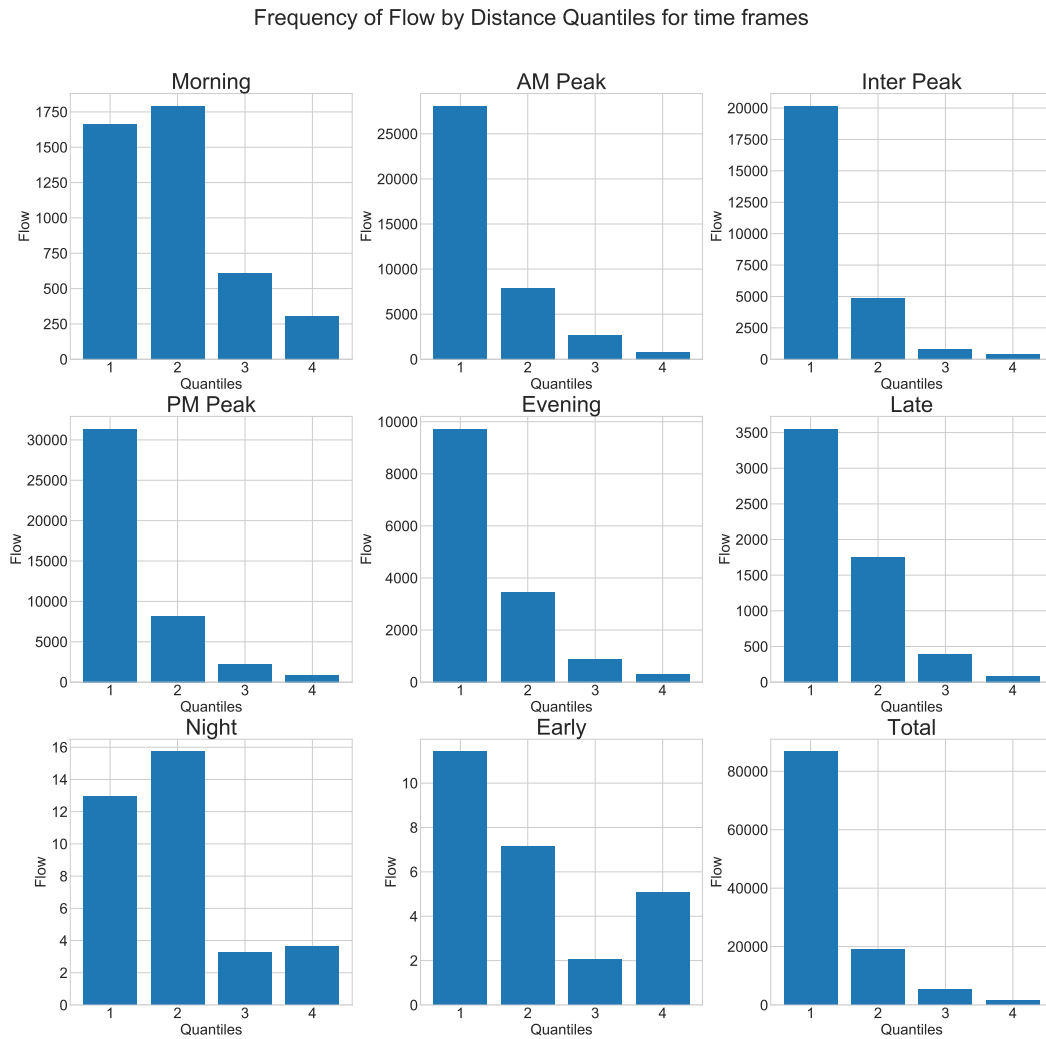 Frequency of Flow by Distance Quantiles for time frames
Morning
1750
1500
1250
1000
750
500
250
0
Flow
1 2 3 4
Quantiles
AM Peak
25000
20000
15000
10000
5000
0
Flow
1 2 3 4
Quantiles
Inter Peak
20000
17500
15000
12500
10000
7500
5000
2500
0
Flow
1 2 3 4
Quantiles
PM Peak
30000
25000
20000
15000
10000
5000
0
Flow
1 2 3 4
Quantiles
Evening
10000
8000
6000
4000
2000
0
Flow
1 2 3 4
Quantiles
Late
3500
3000
2500
2000
1500
1000
500
0
Flow
1 2 3 4
Quantiles
Night
16
14
12
10
8
6
4
2
0
Flow
1 2 3 4
Quantiles
Early
10
8
6
4
2
0
Flow
1 2 3 4
Quantiles
Total
80000
60000
40000
20000
0
Flow
1 2 3 4
Quantiles